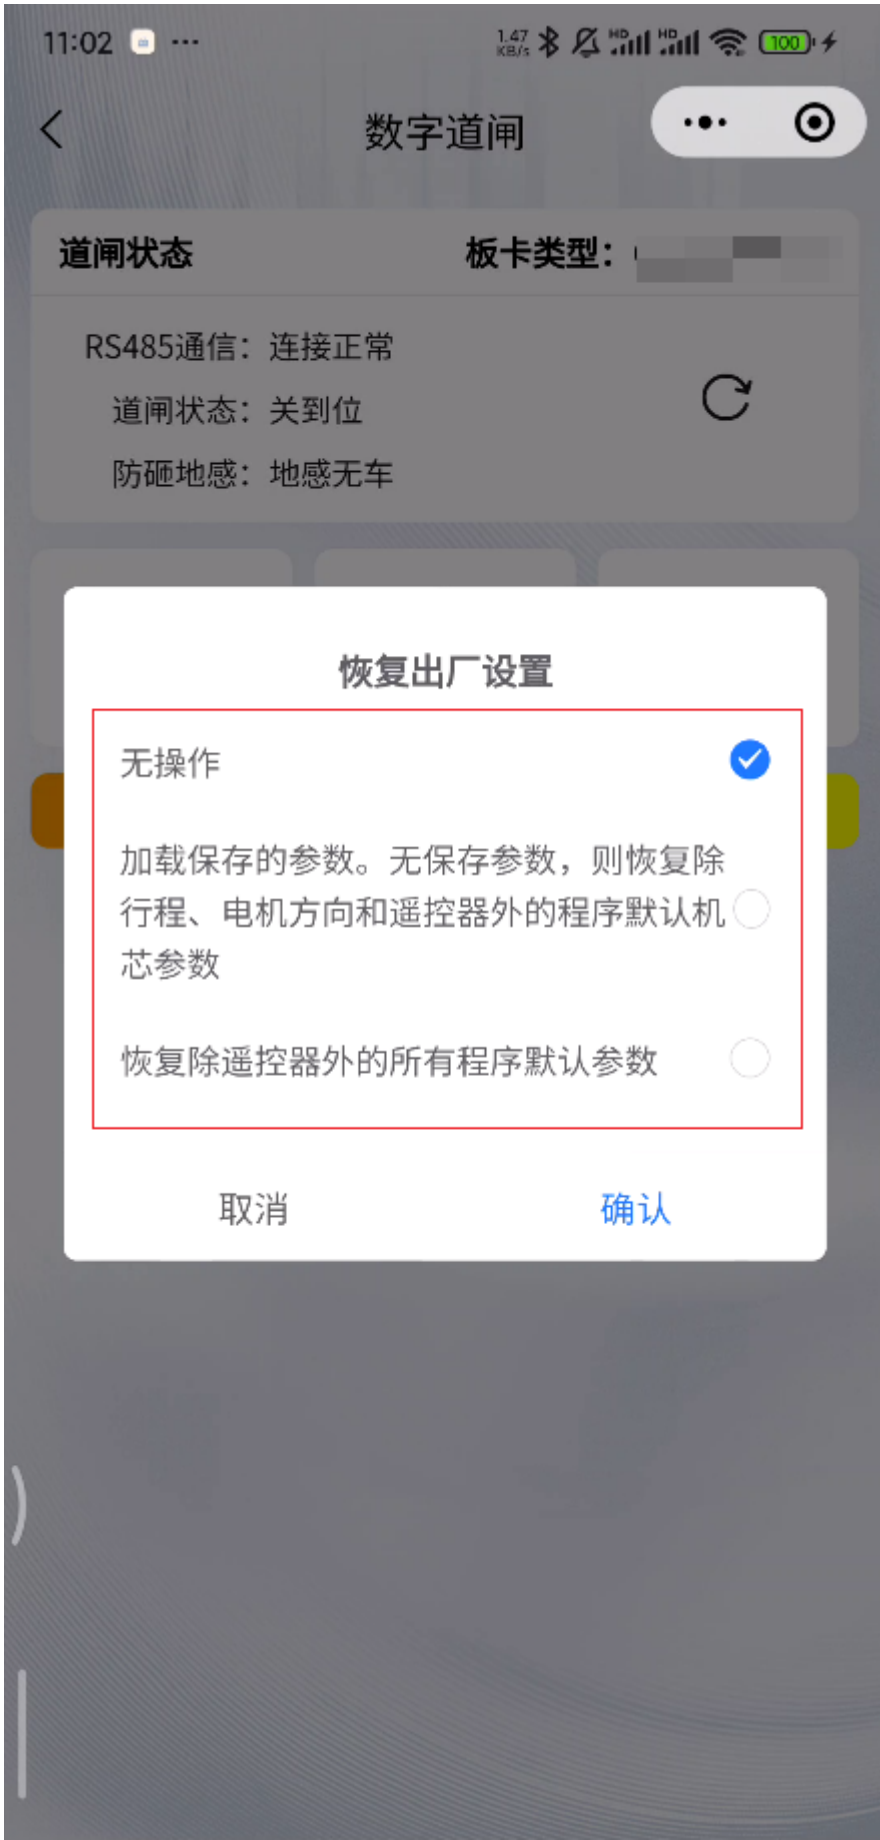 11:02
1.47 KB/s HD HD 100
数字道闸
道闸状态 板卡类型：
RS485通信：连接正常
道闸状态：关到位
防砸地感：地感无车
恢复出厂设置
无操作
加载保存的参数。无保存参数，则恢复除
行程、电机方向和遥控器外的程序默认机
芯参数
恢复除遥控器外的所有程序默认参数
取消 确认